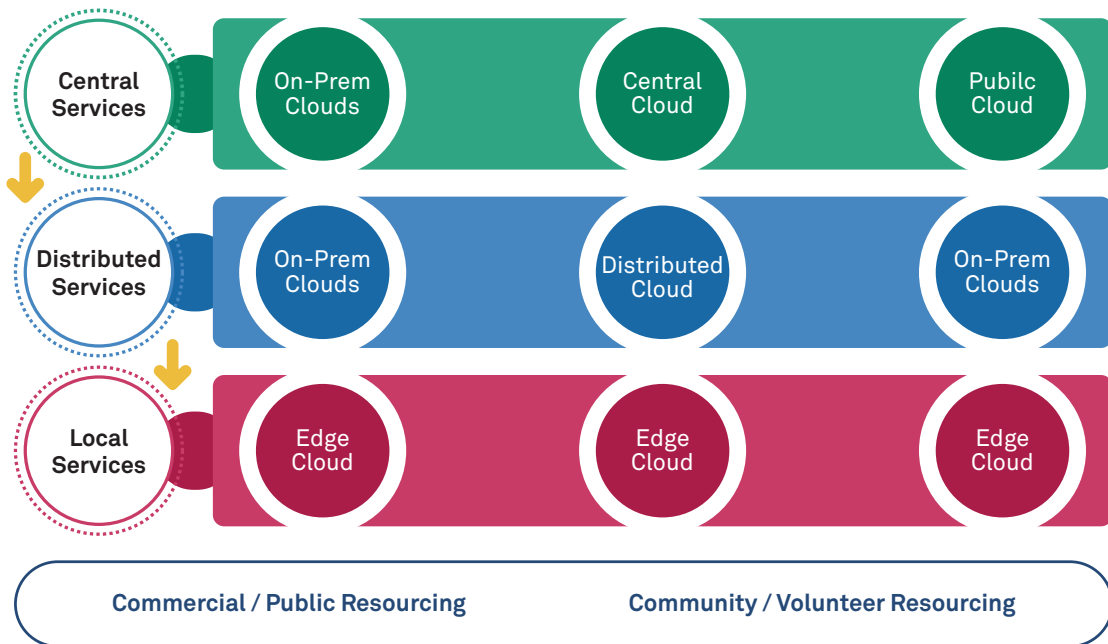 Central
Services
On-Prem
Clouds
Central
Cloud
Pubilc
Cloud
Distributed
Services
On-Prem
Clouds
Distributed
Cloud
On-Prem
Clouds
Local
Services
Edge
Cloud
Edge
Cloud
Edge
Cloud
Commercial / Public Resourcing
Community / Volunteer Resourcing